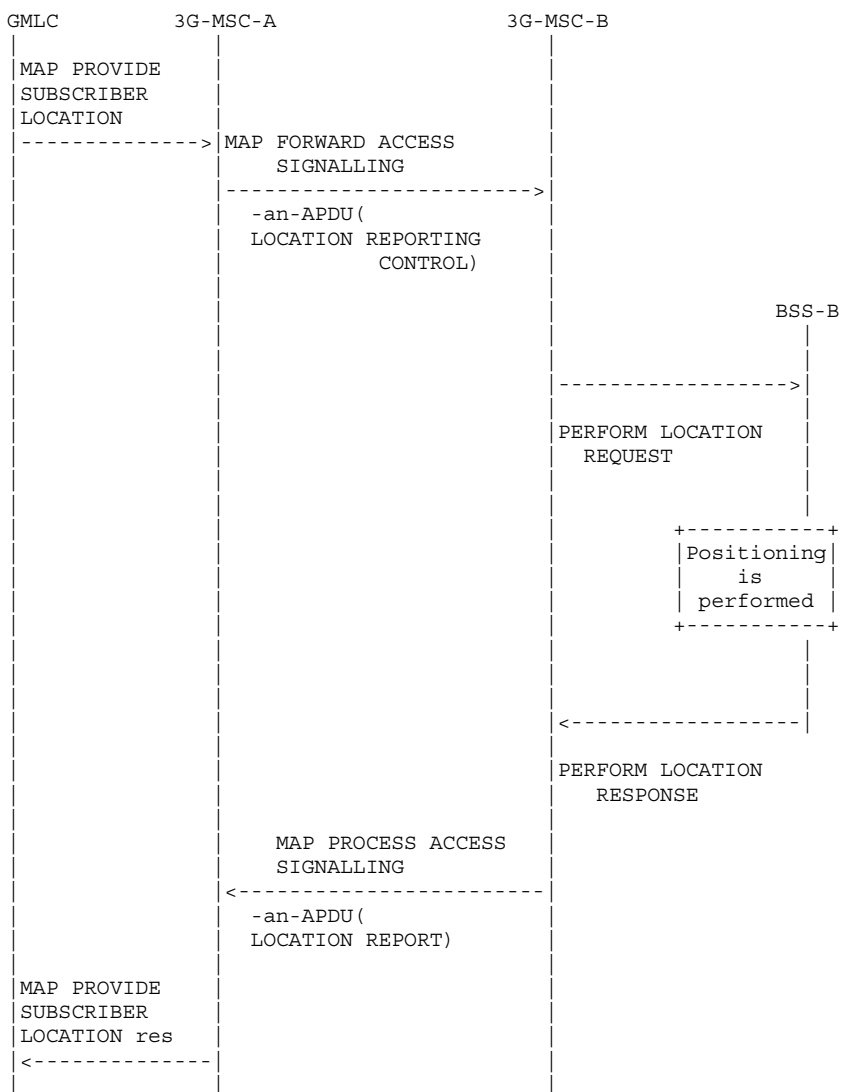 GMLC 3G-MSC-A 3G-MSC-B
MAP PROVIDE
SUBSCRIBER
LOCATION
MAP FORWARD ACCESS
SIGNALLING
-an-APDU(
LOCATION REPORTING
CONTROL)
BSS-B
PERFORM LOCATION
REQUEST
Positioning
is
performed
PERFORM LOCATION
RESPONSE
MAP PROCESS ACCESS
SIGNALLING
-an-APDU(
LOCATION REPORT)
MAP PROVIDE
SUBSCRIBER
LOCATION res